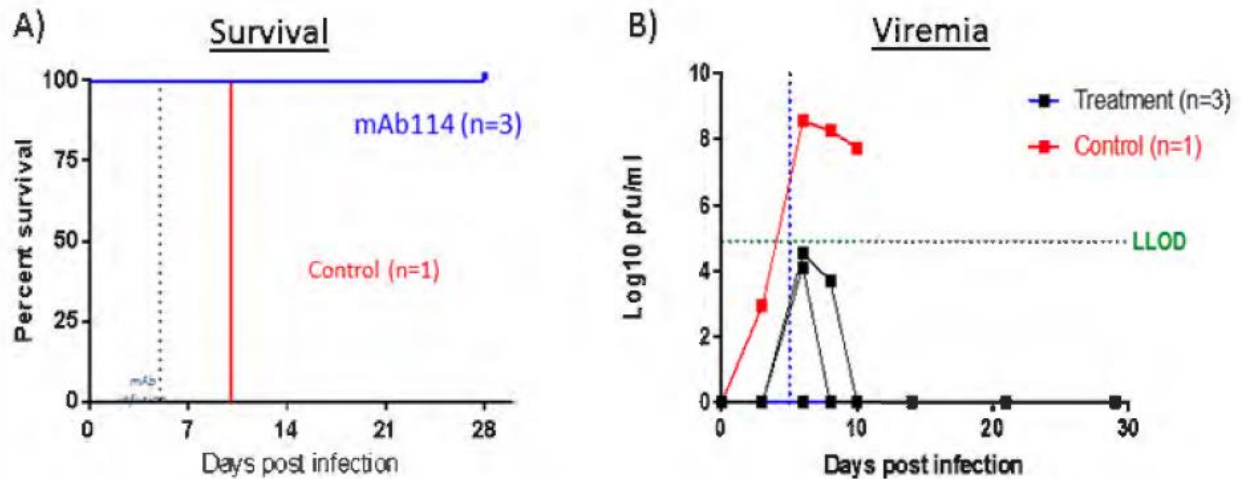 A)
Survival
100
75
50
25
0
Percent survival
mAb114 (n=3)
Control (n=1)
mAb
0 7 14 21 28
Days post infection
B)
Viremia
10
8
6
4
2
0
Log10 pfu/ml
Treatment (n=3)
Control (n=1)
LLOD
0 10 20 30
Days post infection